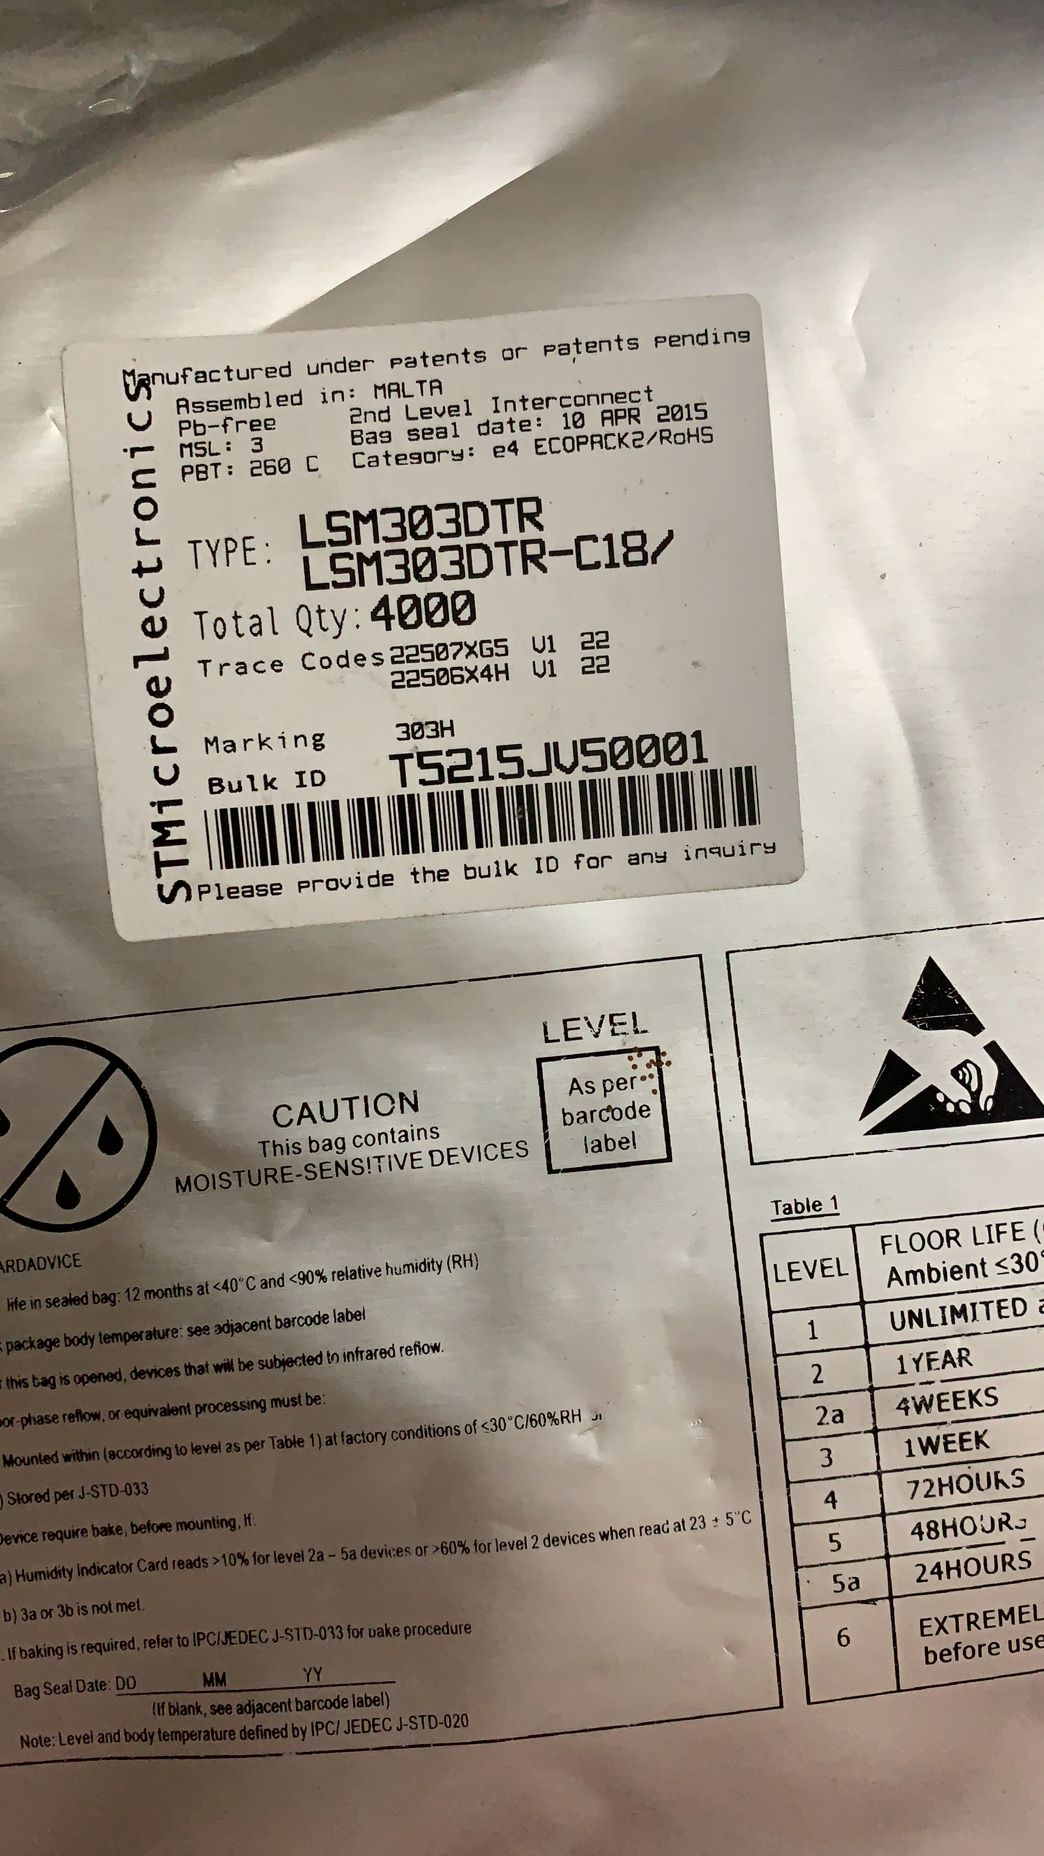 STMicroelectronics
Manufactured under patents or patents pending
Assembled in: MALTA
Pb-free 2nd Level Interconnect
MSL: 3 Bag seal date: 10 APR 2015
PBT: 260 C Category: e4 ECOPACK2/RoHS
TYPE: LSM303DTR
LSM303DTR-C18/
Total Qty: 4000
Trace Codes 22507XG5 V1 22
22506X4H V1 22
Marking 303H
Bulk ID T5215JV50001
Please provide the bulk ID for any inquiry
LEVEL
As per
barcode
label
CAUTION
This bag contains
MOISTURE-SENSITIVE DEVICES
ARDADVICE
life in sealed bag: 12 months at <40°C and <90% relative humidity (RH)
package body temperature: see adjacent barcode label
this bag is opened, devices that will be subjected to infrared reflow.
or-phase reflow, or equivalent processing must be:
Mounted within (according to level as per Table 1) at factory conditions of ≤30°C/60%RH
) Stored per J-STD-033
Device require bake, before mounting, if:
a) Humidity Indicator Card reads >10% for level 2a – 5a devices or >60% for level 2 devices when read at 23 ± 5°C
b) 3a or 3b is not met.
. If baking is required, refer to IPC/JEDEC J-STD-033 for bake procedure
Bag Seal Date: DD MM YY
(If blank, see adjacent barcode label)
Note: Level and body temperature defined by IPC/ JEDEC J-STD-020
Table 1
LEVEL FLOOR LIFE (
Ambient ≤30°
1 UNLIMITED a
2 1YEAR
2a 4WEEKS
3 1WEEK
4 72HOURS
5 48HOURS
5a 24HOURS
6 EXTREMEL
before use